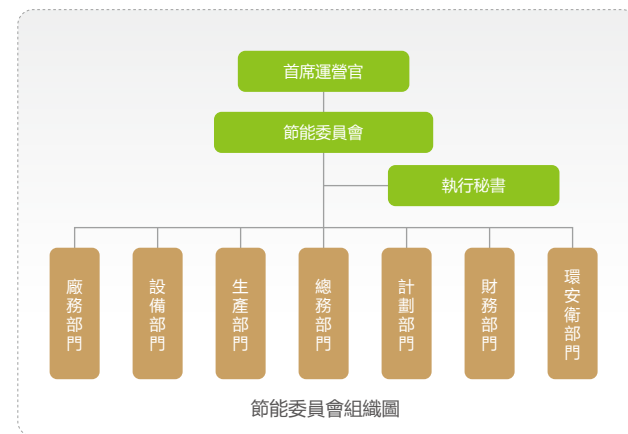 首席運營官
節能委員會
執行秘書
廠務部門
設備部門
生產部門
總務部門
計劃部門
財務部門
環安衛部門
節能委員會組織圖